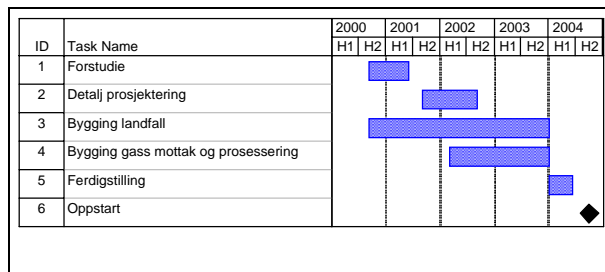 2000 2001 2002 2003 2004
ID Task Name H1 H2 H1 H2 H1 H2 H1 H2 H1 H2
1 Forstudie
2 Detalj prosjektering
3 Bygging landfall
4 Bygging gass mottak og prosessering
5 Ferdigstilling
6 Oppstart